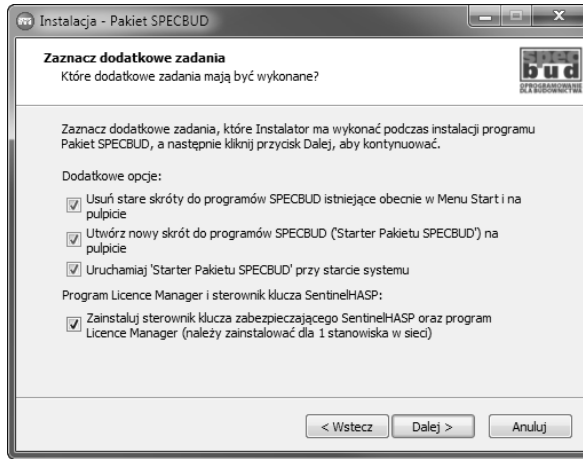 Instalacja - Pakiet SPECBUD
Zaznacz dodatkowe zadania
Które dodatkowe zadania mają być wykonane?
spec
bud
OPROGRAMOWANIE
DLA BUDOWNICTWA
Zaznacz dodatkowe zadania, które Instalator ma wykonać podczas instalacji programu
Pakiet SPECBUD, a następnie kliknij przycisk Dalej, aby kontynuować.
Dodatkowe opcje:
Usuń stare skróty do programów SPECBUD istniejące obecnie w Menu Start i na
pulpicie
Utwórz nowy skrót do programów SPECBUD ('Starter Pakietu SPECBUD') na
pulpicie
Uruchamiaj 'Starter Pakietu SPECBUD' przy starcie systemu
Program Licence Manager i sterownik klucza SentinelHASP:
Zainstaluj sterownik klucza zabezpieczającego SentinelHASP oraz program
Licence Manager (należy zainstalować dla 1 stanowiska w sieci)
< Wstecz Dalej > Anuluj